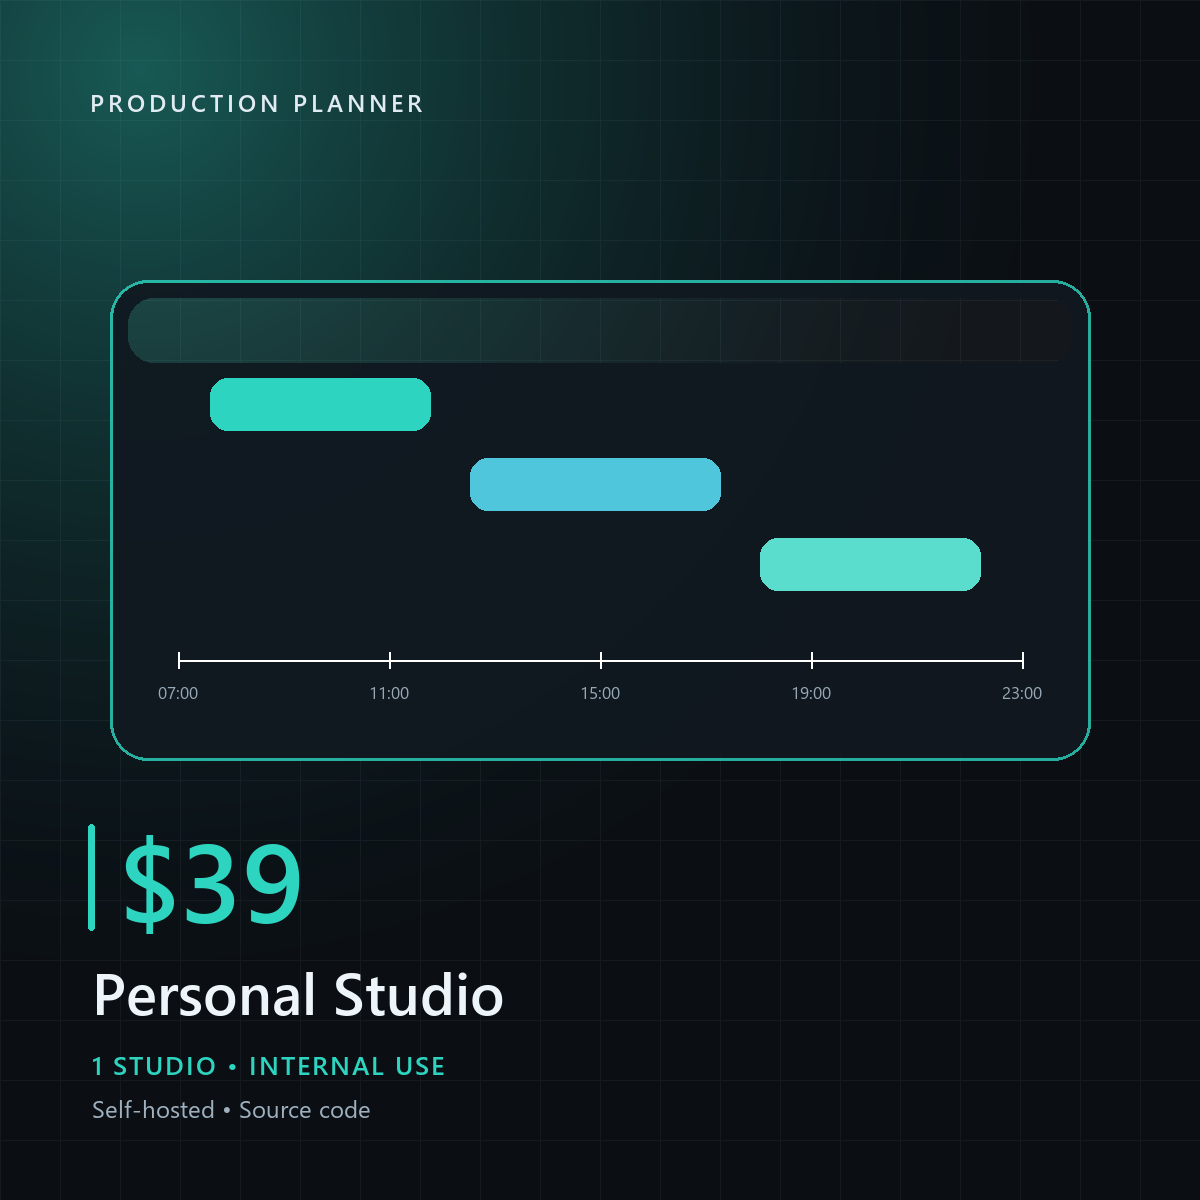 PRODUCTION PLANNER
07:00 11:00 15:00 19:00 23:00
$39
Personal Studio
1 STUDIO • INTERNAL USE
Self-hosted • Source code